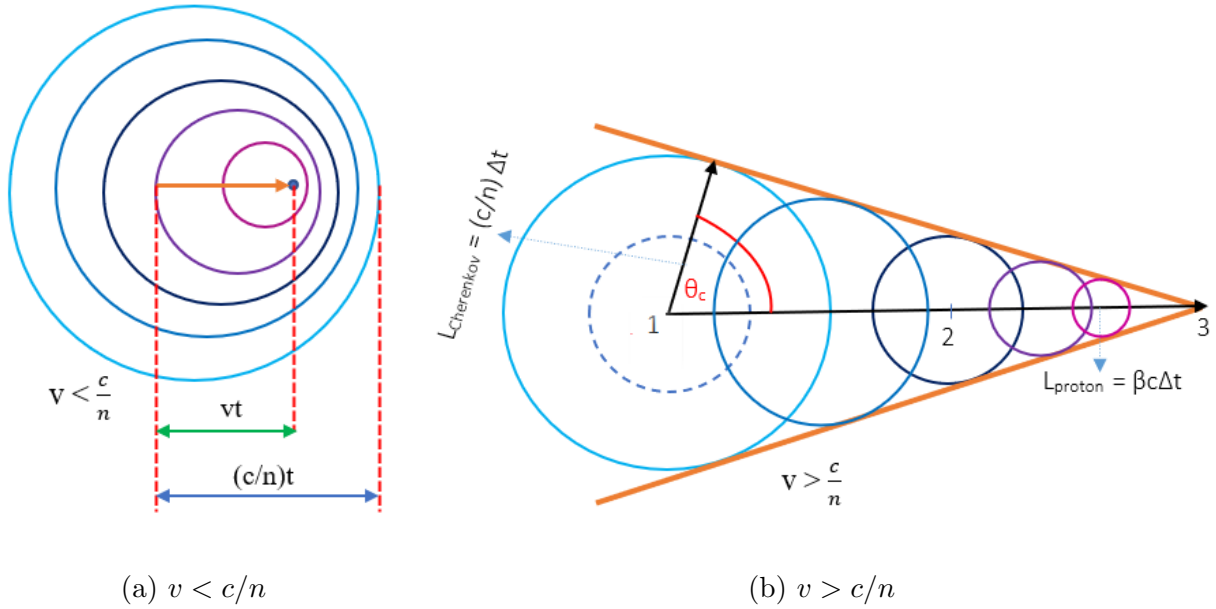 v < c/n
vt
(c/n)t
(a) v < c/n
L_Cherenkov = (c/n) Δt
θ_c
1
2
3
L_proton = βcΔt
v > c/n
(b) v > c/n